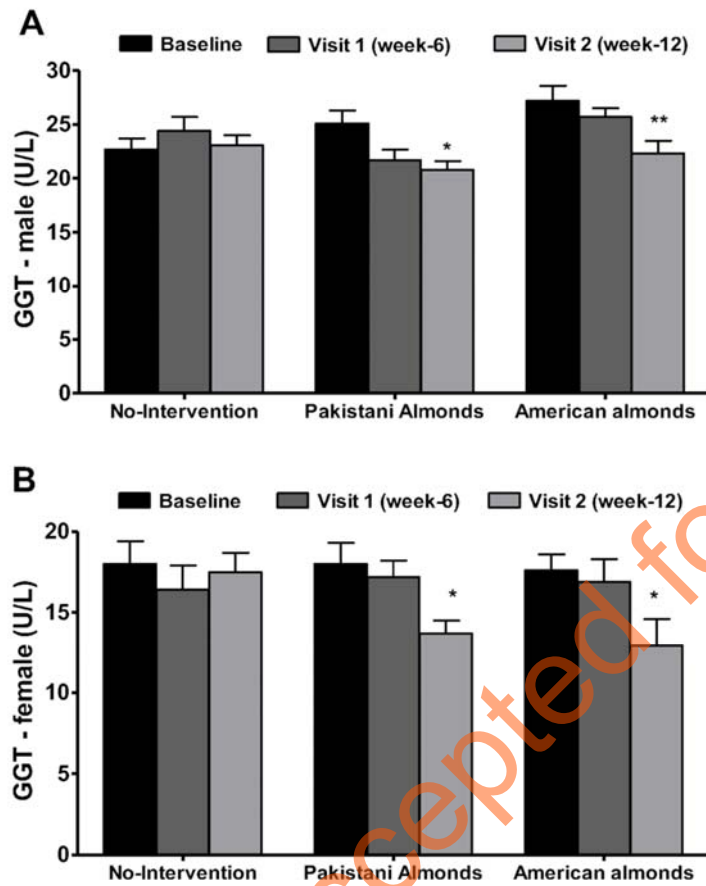 A
Baseline Visit 1 (week-6) Visit 2 (week-12)
GGT - male (U/L)
30
25
20
15
10
5
0
*
**
No-Intervention Pakistani Almonds American almonds
B
Baseline Visit 1 (week-6) Visit 2 (week-12)
GGT - female (U/L)
20
15
10
5
0
*
*
No-Intervention Pakistani Almonds American almonds
ccepted fo